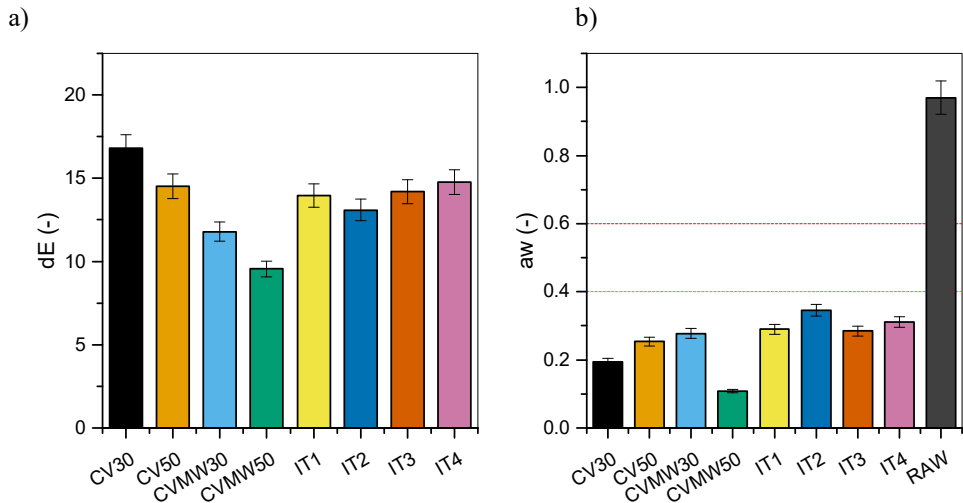 a)
b)
20
15
10
5
0
dE (-)
CV30
CV50
CVMW30
CVMW50
IT1
IT2
IT3
IT4
1.0
0.8
0.6
0.4
0.2
0.0
aw (-)
CV30
CV50
CVMW30
CVMW50
IT1
IT2
IT3
IT4
RAW